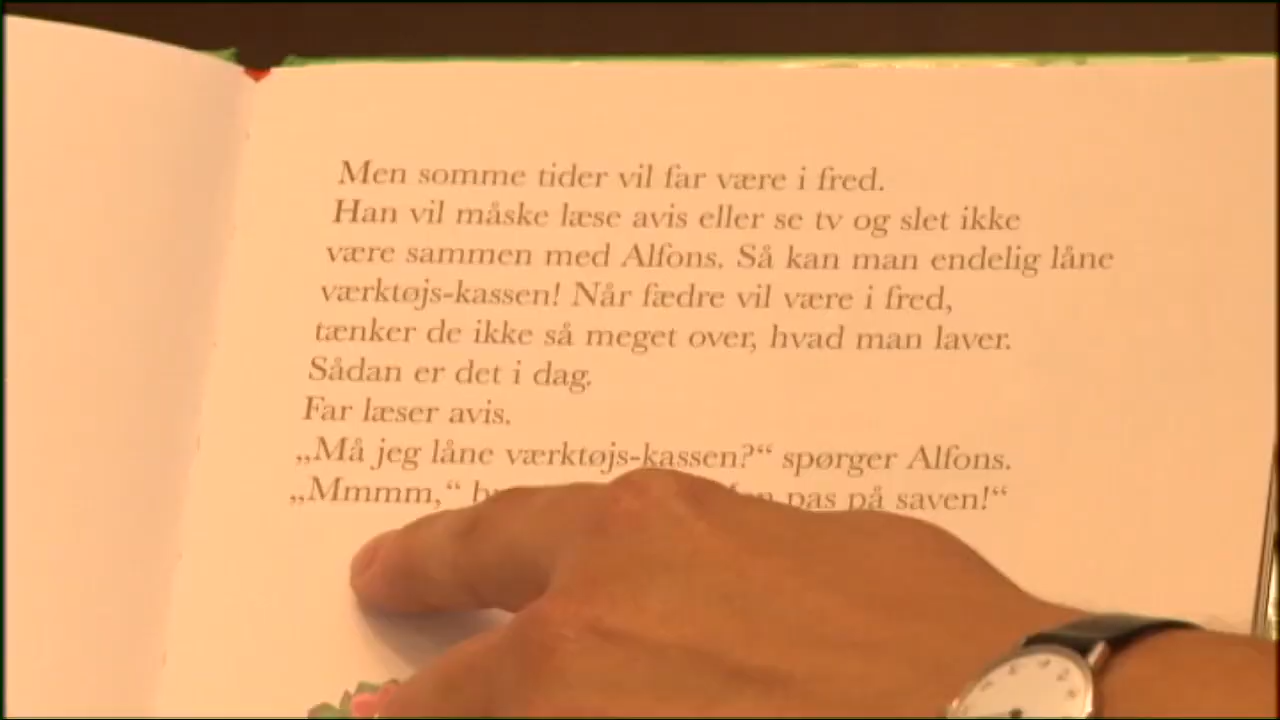 Men somme tider vil far være i fred.
Han vil måske læse avis eller se tv og slet ikke
være sammen med Alfons. Så kan man endelig låne
værktøjs-kassen! Når fædre vil være i fred,
tænker de ikke så meget over, hvad man laver.
Sådan er det i dag.
Far læser avis.
„Må jeg låne værktøjs-kassen?“ spørger Alfons.
„Mmmm,“ pas på saven!“